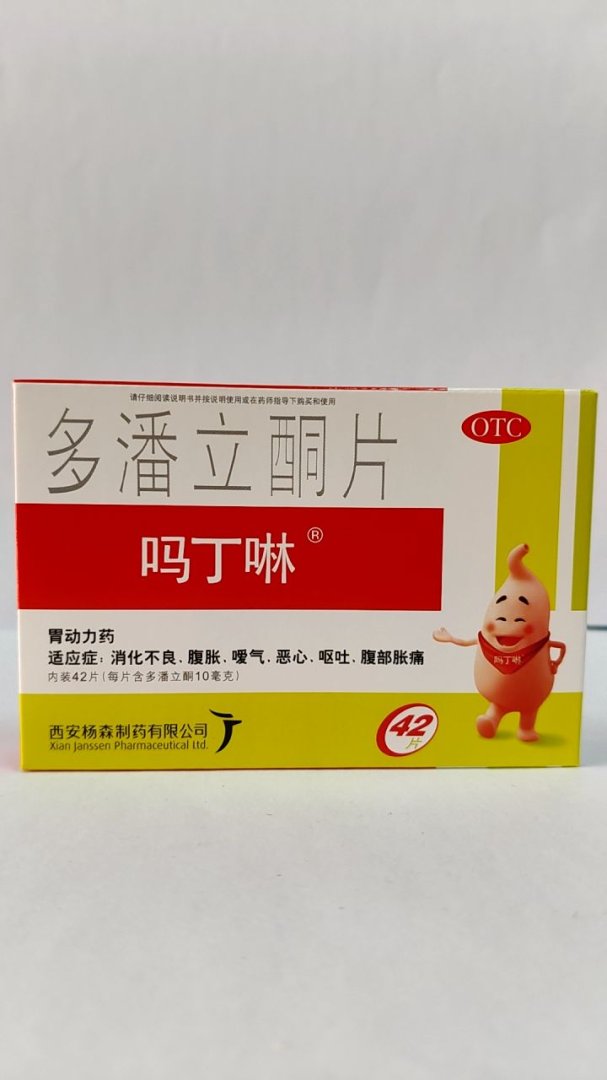 请仔细阅读说明书并按说明使用或在药师指导下购买和使用
多潘立酮片
OTC
吗丁啉®
胃动力药
适应症：消化不良、腹胀、嗳气、恶心、呕吐、腹部胀痛
内装42片(每片含多潘立酮10毫克)
吗丁啉
西安杨森制药有限公司
Xian Janssen Pharmaceutical Ltd.
42
片